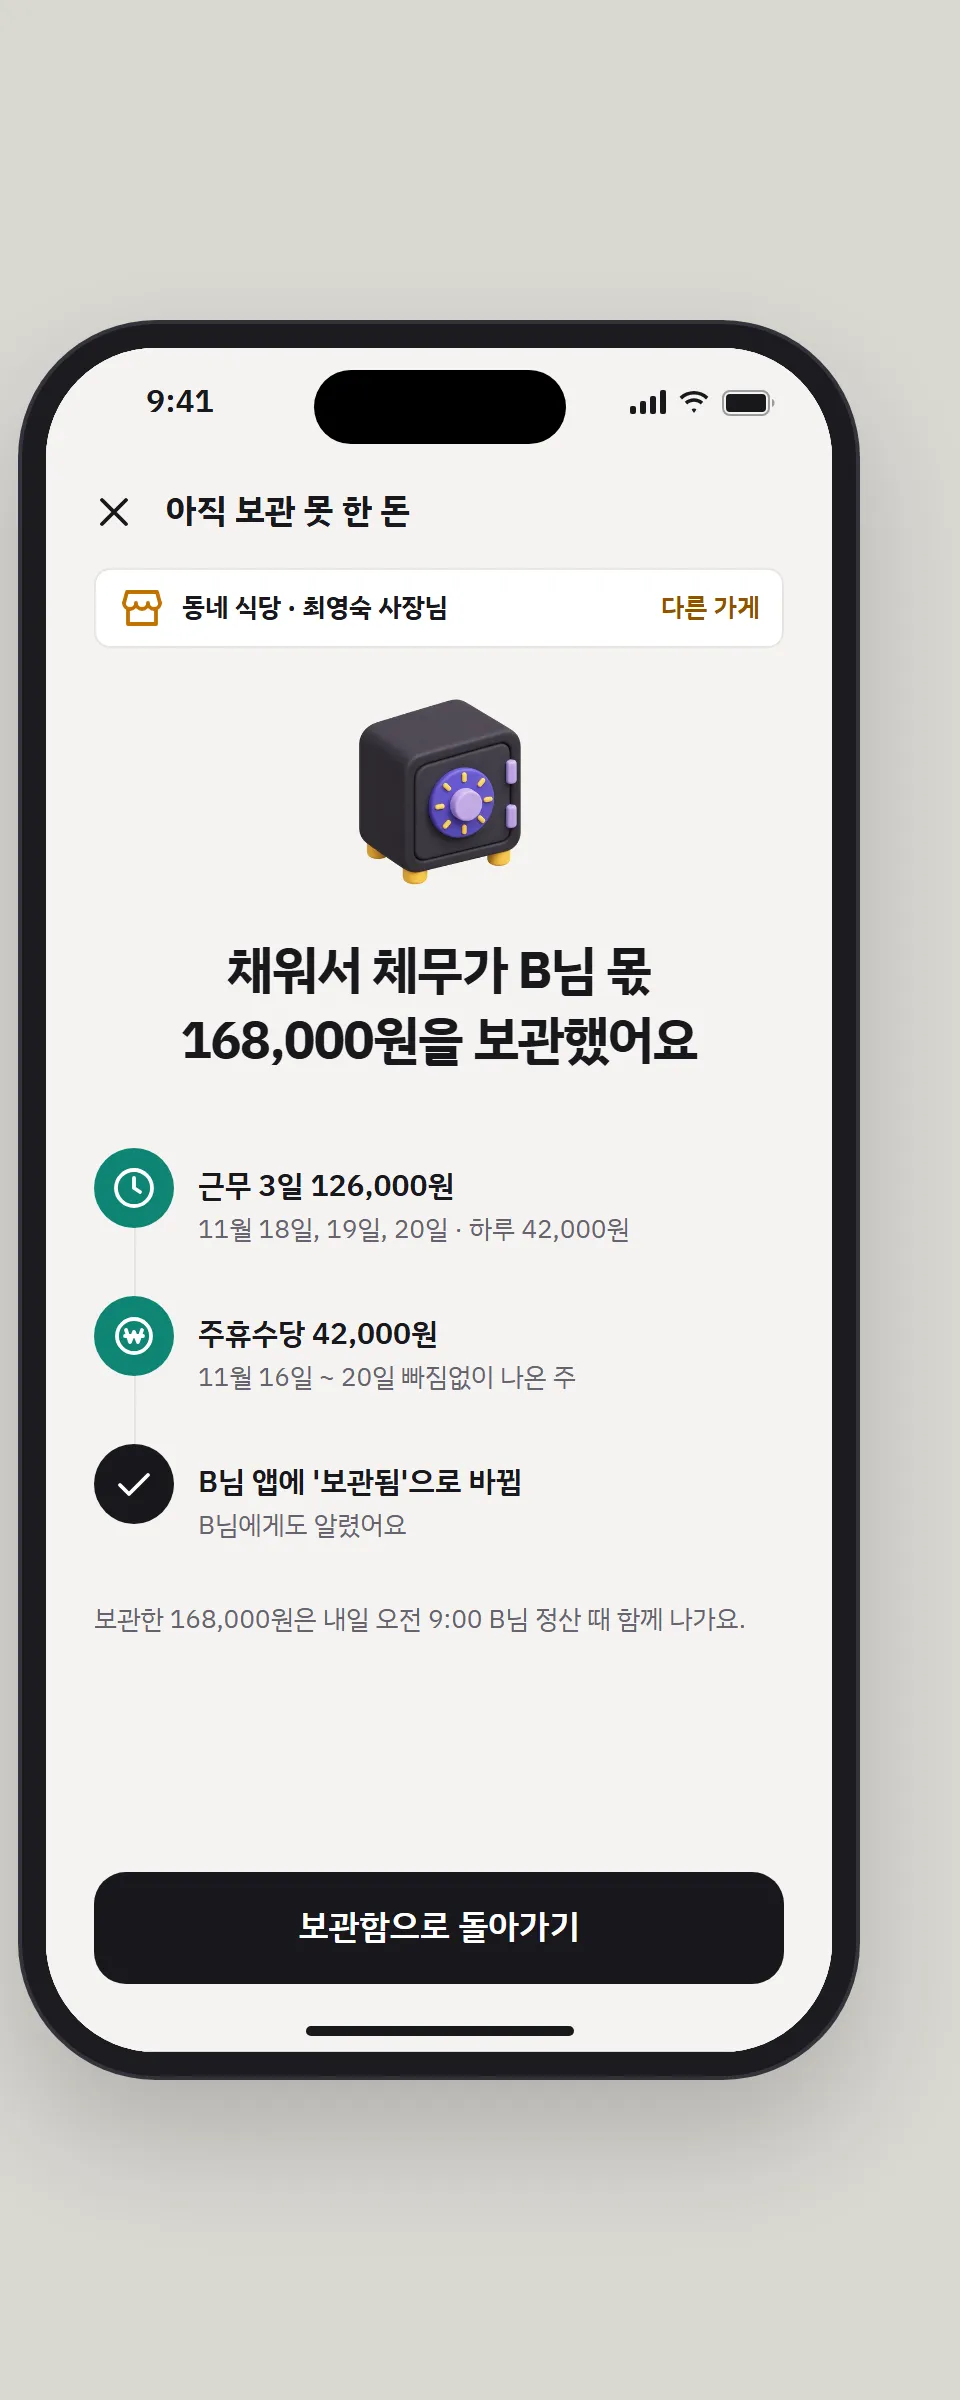 9:41
아직 보관 못 한 돈
동네 식당 · 최영숙 사장님
다른 가게
채워서 체무가 B님 몫
168,000원을 보관했어요
근무 3일 126,000원
11월 18일, 19일, 20일 · 하루 42,000원
주휴수당 42,000원
11월 16일 ~ 20일 빠짐없이 나온 주
B님 앱에 '보관됨'으로 바뀜
B님에게도 알렸어요
보관한 168,000원은 내일 오전 9:00 B님 정산 때 함께 나가요.
보관함으로 돌아가기